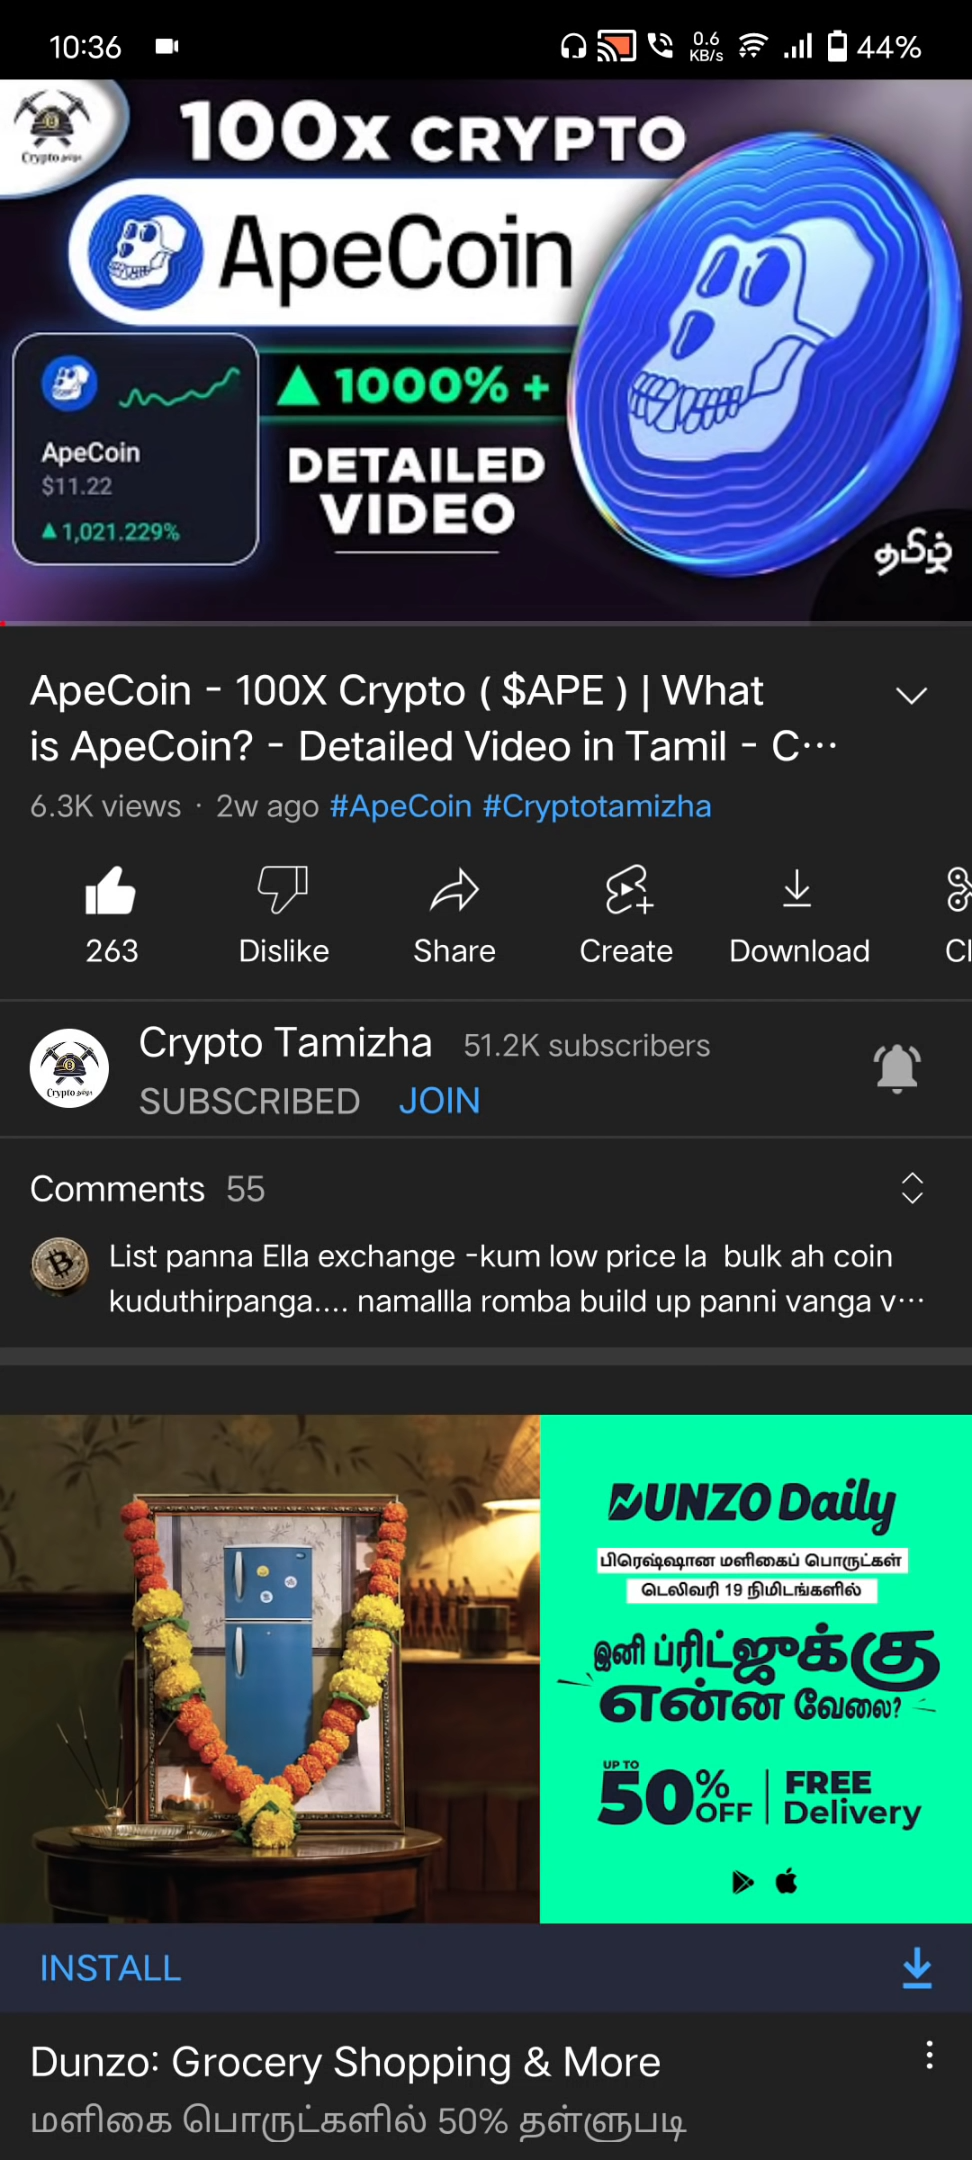 10:36
0.6
KB/s
44%
Crypto தமிழா
100x CRYPTO
ApeCoin
▲ 1000% +
ApeCoin
$11.22
▲ 1,021.229%
DETAILED
VIDEO
தமிழ்
ApeCoin - 100X Crypto ( $APE ) | What
is ApeCoin? - Detailed Video in Tamil - C...
6.3K views · 2w ago #ApeCoin #Cryptotamizha
263 Dislike Share Create Download Cl
Crypto Tamizha 51.2K subscribers
SUBSCRIBED JOIN
Comments 55
List panna Ella exchange -kum low price la bulk ah coin
kuduthirpanga.... namallla romba build up panni vanga v...
DUNZO Daily
பிரெஷ்ஷான மளிகைப் பொருட்கள்
டெலிவரி 19 நிமிடங்களில்
இனி ப்ரிட்ஜுக்கு
என்ன வேலை?
UP TO
50% OFF | FREE Delivery
INSTALL
Dunzo: Grocery Shopping & More
மளிகை பொருட்களில் 50% தள்ளுபடி